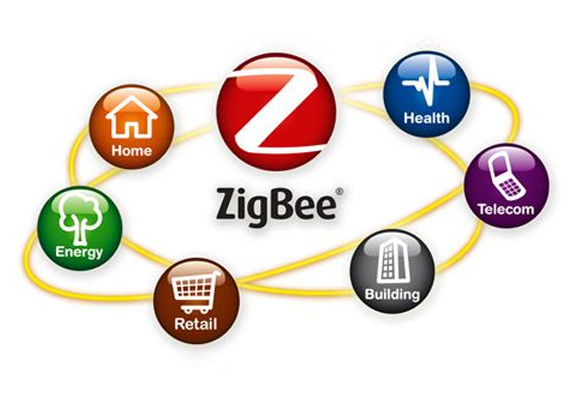 Z
Health
Home
ZigBee®
Telecom
Energy
Building
Retail